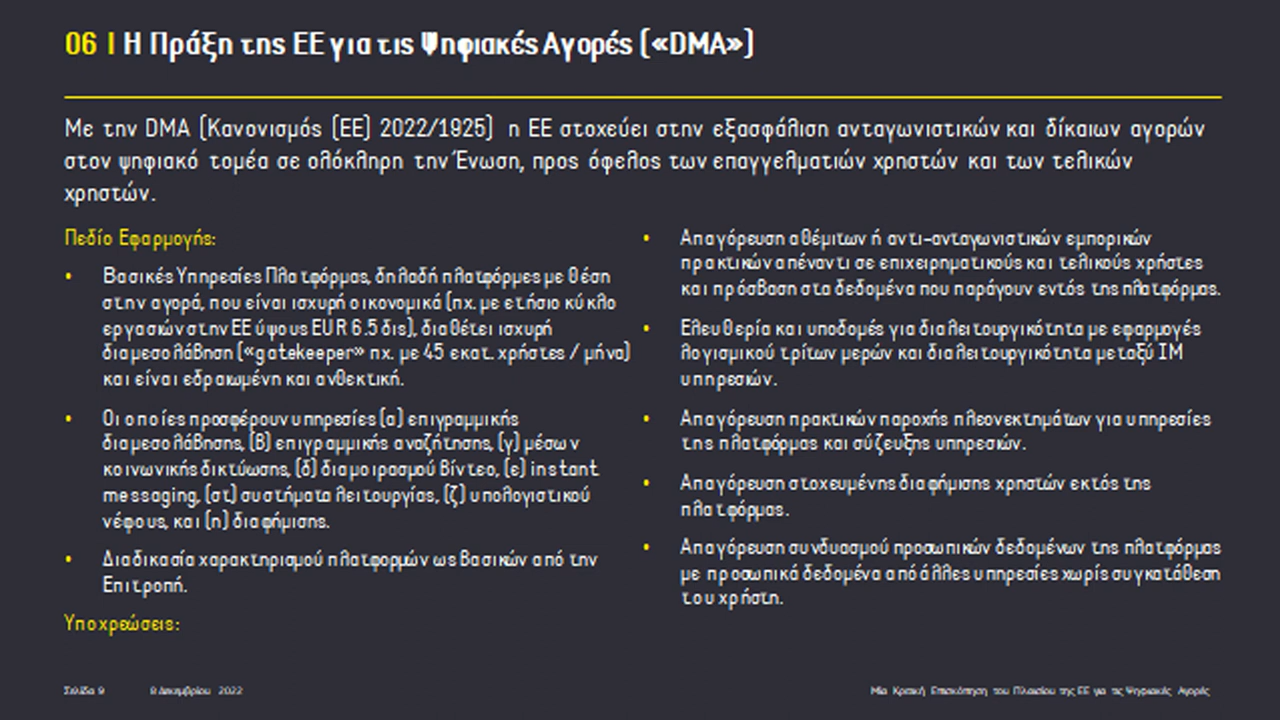 06 | Η Πράξη της ΕΕ για τις Ψηφιακές Αγορές («DMA»)
Με την DMA (Κανονισμός (ΕΕ) 2022/1925) η ΕΕ στοχεύει στην εξασφάλιση ανταγωνιστικών και δίκαιων αγορών
στον ψηφιακό τομέα σε ολόκληρη την Ένωση, προς όφελος των επαγγελματιών χρηστών και των τελικών
χρηστών.
Πεδίο Εφαρμογής:
• Βασικές Υπηρεσίες Πλατφόρμας, δηλαδή πλατφόρμες με θέση
στην αγορά, που είναι ισχυρή οικονομικά (πχ. με ετήσιο κύκλο
εργασιών στην ΕΕ ύψους EUR 6.5 δις), διαθέτει ισχυρή
διαμεσολάβηση («gatekeeper» πχ. με 45 εκατ. χρήστες / μήνα)
και είναι εδραιωμένη και ανθεκτική.
• Οι οποίες προσφέρουν υπηρεσίες (α) επιγραμμικής
διαμεσολάβησης, (β) επιγραμμικής αναζήτησης, (γ) μέσων
κοινωνικής δικτύωσης, (δ) διαμοιρασμού βίντεο, (ε) instant
messaging, (στ) συστήματα λειτουργίας, (ζ) υπολογιστικού
νέφους, και (η) διαφήμισης.
• Διαδικασία χαρακτηρισμού πλατφορμών ως βασικών από την
Επιτροπή.
Υποχρεώσεις:
• Απαγόρευση αθέμιτων ή αντι-ανταγωνιστικών εμπορικών
πρακτικών απέναντι σε επιχειρηματικούς και τελικούς χρήστες
και πρόσβαση στα δεδομένα που παράγουν εντός της πλατφόρμας.
• Ελευθερία και υποδομές για διαλειτουργικότητα με εφαρμογές
λογισμικού τρίτων μερών και διαλειτουργικότητα μεταξύ IM
υπηρεσιών.
• Απαγόρευση πρακτικών παροχής πλεονεκτημάτων για υπηρεσίες
της πλατφόρμας και σύζευξης υπηρεσιών.
• Απαγόρευση στοχευμένης διαφήμισης χρηστών εκτός της
πλατφόρμας.
• Απαγόρευση συνδυασμού προσωπικών δεδομένων της πλατφόρμας
με προσωπικά δεδομένα από άλλες υπηρεσίες χωρίς συγκατάθεση
του χρήστη.
Σελίδα 9 8 Δεκεμβρίου 2022 Μία Κριτική Επισκόπηση του Πλαισίου της ΕΕ για τις Ψηφιακές Αγορές